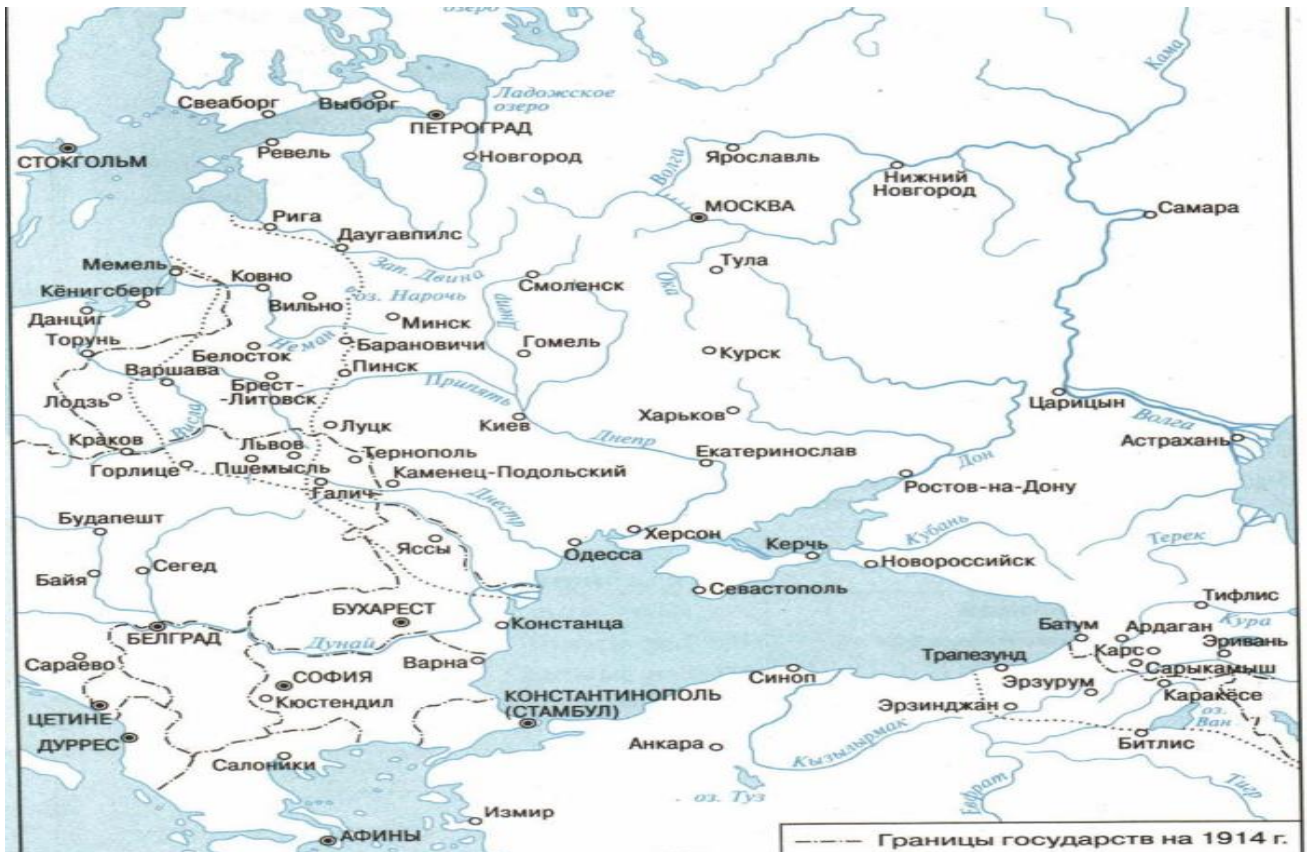 озеро
Кама
Свеаборг
Выборг
Ладожское
озеро
ПЕТРОГРАД
СТОКГОЛЬМ
Ревель
Новгород
Волга
Ярославль
Нижний
Новгород
МОСКВА
Самара
Рига
Даугавпилс
Зап. Двина
Тула
Мемель
Ковно
Смоленск
Ока
Кёнигсберг
Вильно
оз. Нарочь
Днепр
Данциг
Минск
Торунь
Неман
Барановичи
Гомель
Курск
Белосток
Варшава
Пинск
Брест-
-Литовск
Припять
Лодзь
Висла
Харьков
Царицын
Волга
Луцк
Киев
Днепр
Астрахань
Краков
Львов
Тернополь
Екатеринослав
Дон
Горлице
Пшемысль
Каменец-Подольский
Ростов-на-Дону
Галич
Днестр
Будапешт
Херсон
Кубань
Яссы
Одесса
Керчь
Терек
Байя
Сегед
Новороссийск
Севастополь
Тифлис
БУХАРЕСТ
Кура
БЕЛГРАД
Дунай
Констанца
Батум
Ардаган
Эривань
Сараево
Варна
Карс
СОФИЯ
Синоп
Трапезунд
Сарыкамыш
Эрзурум
КОНСТАНТИНОПОЛЬ
(СТАМБУЛ)
Каракёсе
ЦЕТИНЕ
Кюстендил
Эрзинджан
оз.
Ван
ДУРРЕС
Анкара
Кызылырмак
Битлис
Салоники
оз. Туз
Евфрат
Тигр
Измир
АФИНЫ
Границы государств на 1914 г.